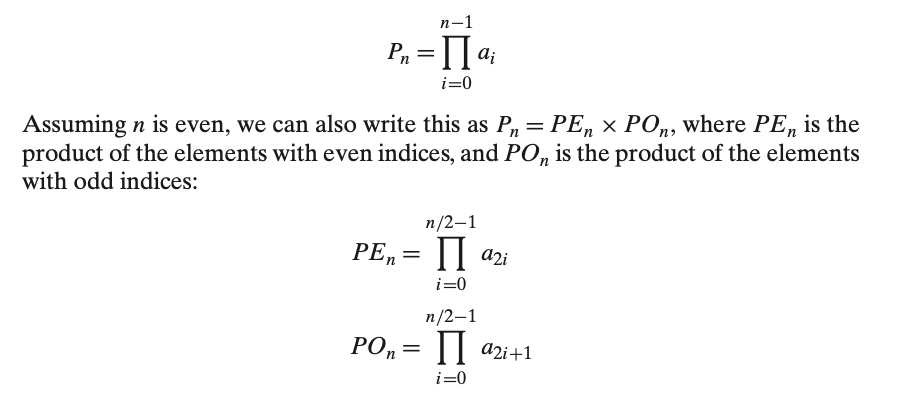 n−1
Pₙ = ∏ aᵢ
i=0
Assuming n is even, we can also write this as Pₙ = PEₙ × POₙ, where PEₙ is the
product of the elements with even indices, and POₙ is the product of the elements
with odd indices:
n/2−1
PEₙ = ∏ a₂ᵢ
i=0
n/2−1
POₙ = ∏ a₂ᵢ₊₁
i=0